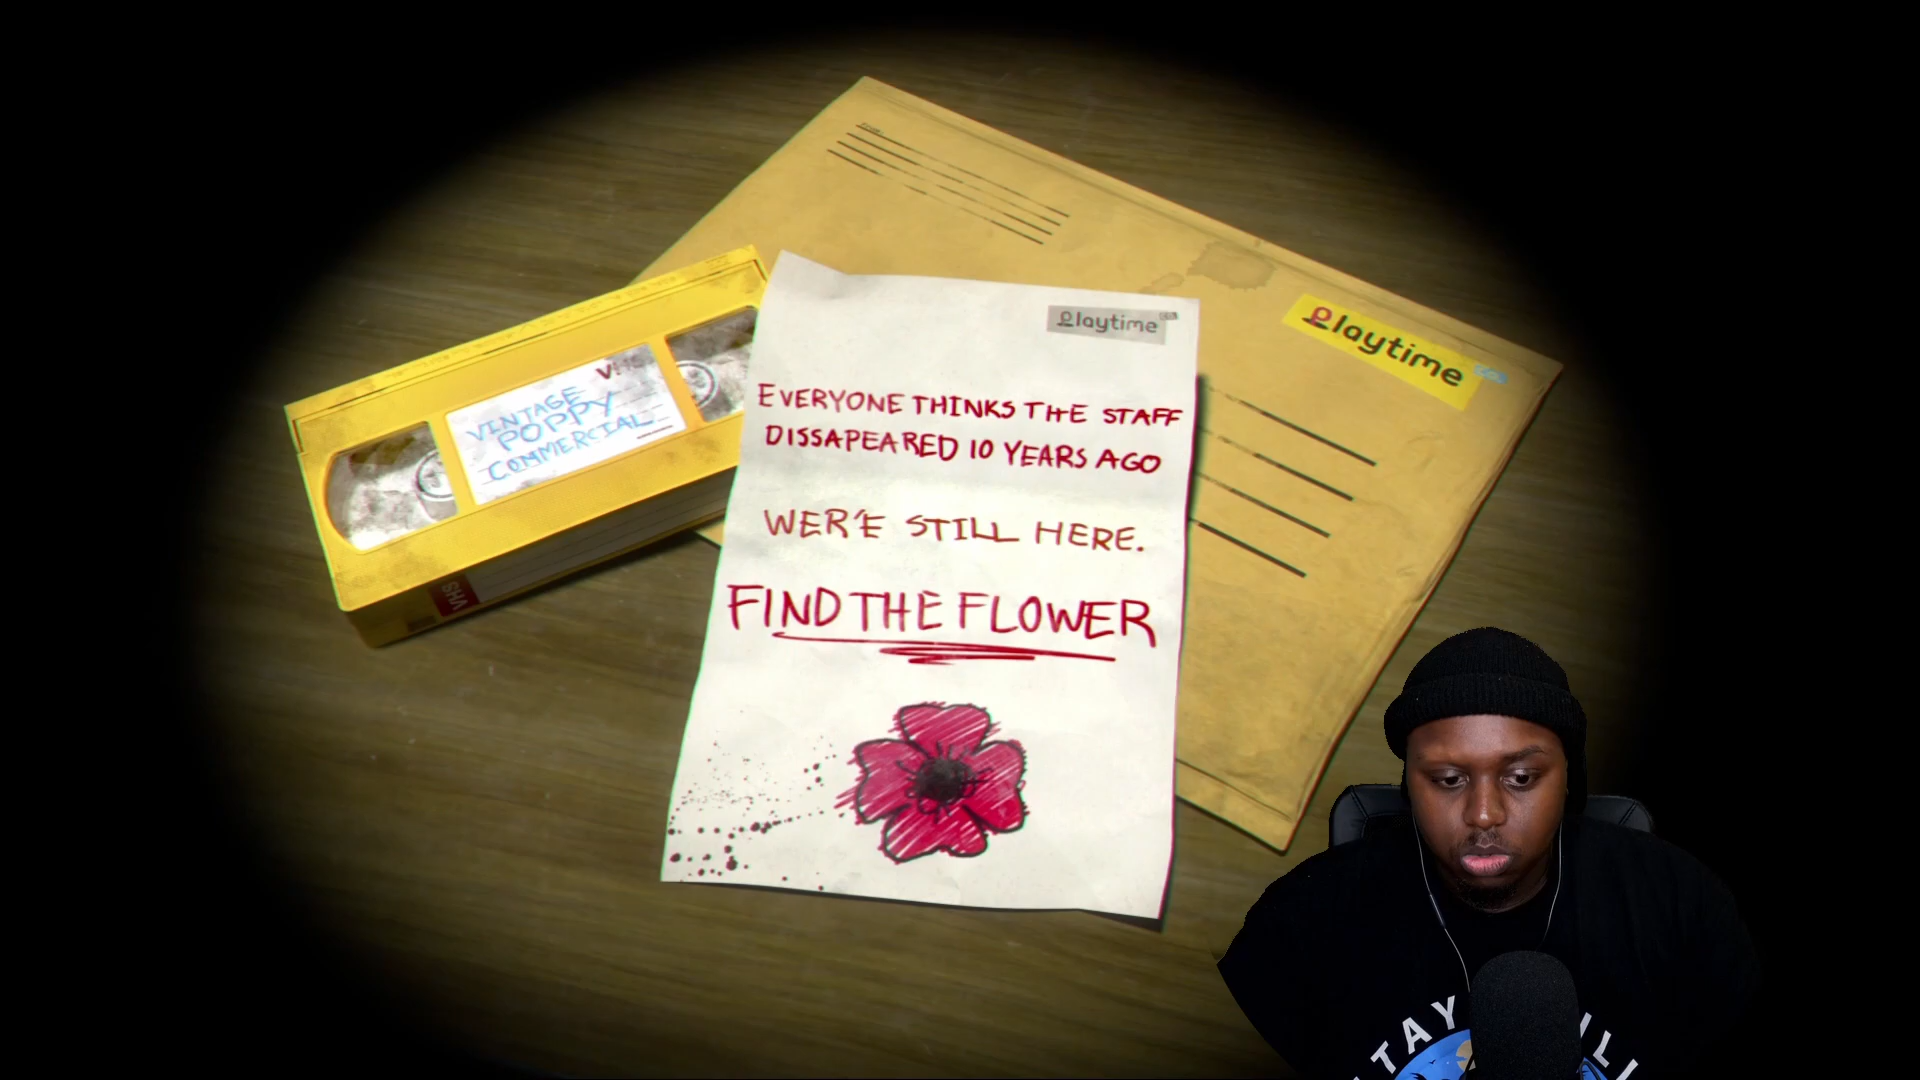 Playtime
VINTAGE
POPPY
COMMERCIAL
VHS
Playtime
EVERYONE THINKS THE STAFF
DISSAPEARED 10 YEARS AGO
WER'E STILL HERE.
FIND THE FLOWER